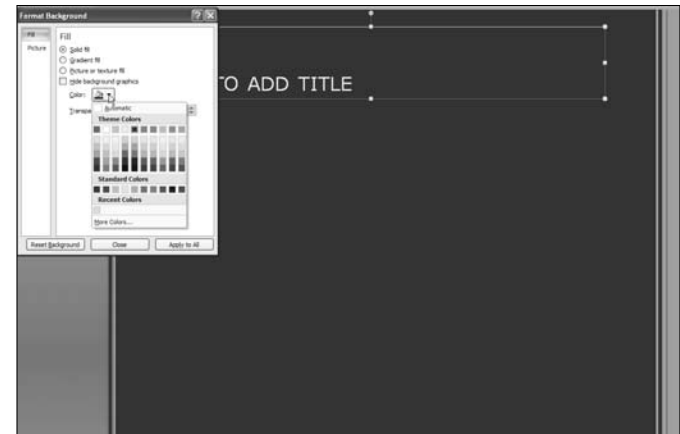 Format Background
Fill
Picture
Fill
Solid fill
Gradient fill
Picture or texture fill
Hide background graphics
Color:
Automatic
Theme Colors
Standard Colors
Recent Colors
More Colors...
Reset Background
Close
Apply to All
TO ADD TITLE